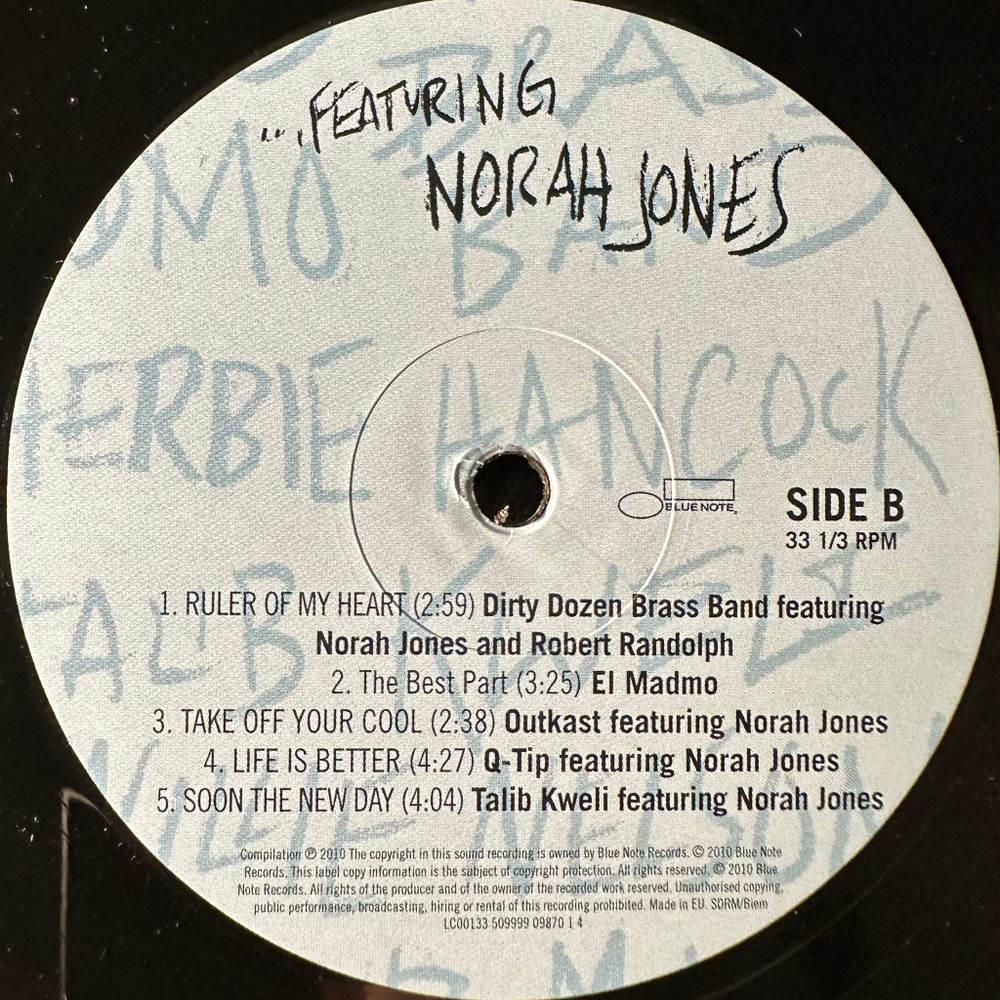 BRASS
...FEATURING
NORAH JONES
BAND
HERBIE HANCOCK
BLUE NOTE
SIDE B
33 1/3 RPM
TALIB KWELI
1. RULER OF MY HEART (2:59) Dirty Dozen Brass Band featuring
Norah Jones and Robert Randolph
2. The Best Part (3:25) El Madmo
3. TAKE OFF YOUR COOL (2:38) Outkast featuring Norah Jones
4. LIFE IS BETTER (4:27) Q-Tip featuring Norah Jones
5. SOON THE NEW DAY (4:04) Talib Kweli featuring Norah Jones
WILLIE NELSON
Compilation ℗ 2010 The copyright in this sound recording is owned by Blue Note Records. © 2010 Blue Note
Records. This label copy information is the subject of copyright protection. All rights reserved. © 2010 Blue
Note Records. All rights of the producer and of the owner of the recorded work reserved. Unauthorised copying,
public performance, broadcasting, hiring or rental of this recording prohibited. Made in EU. SDRM/Biem
LC00133 509999 09870 1 4